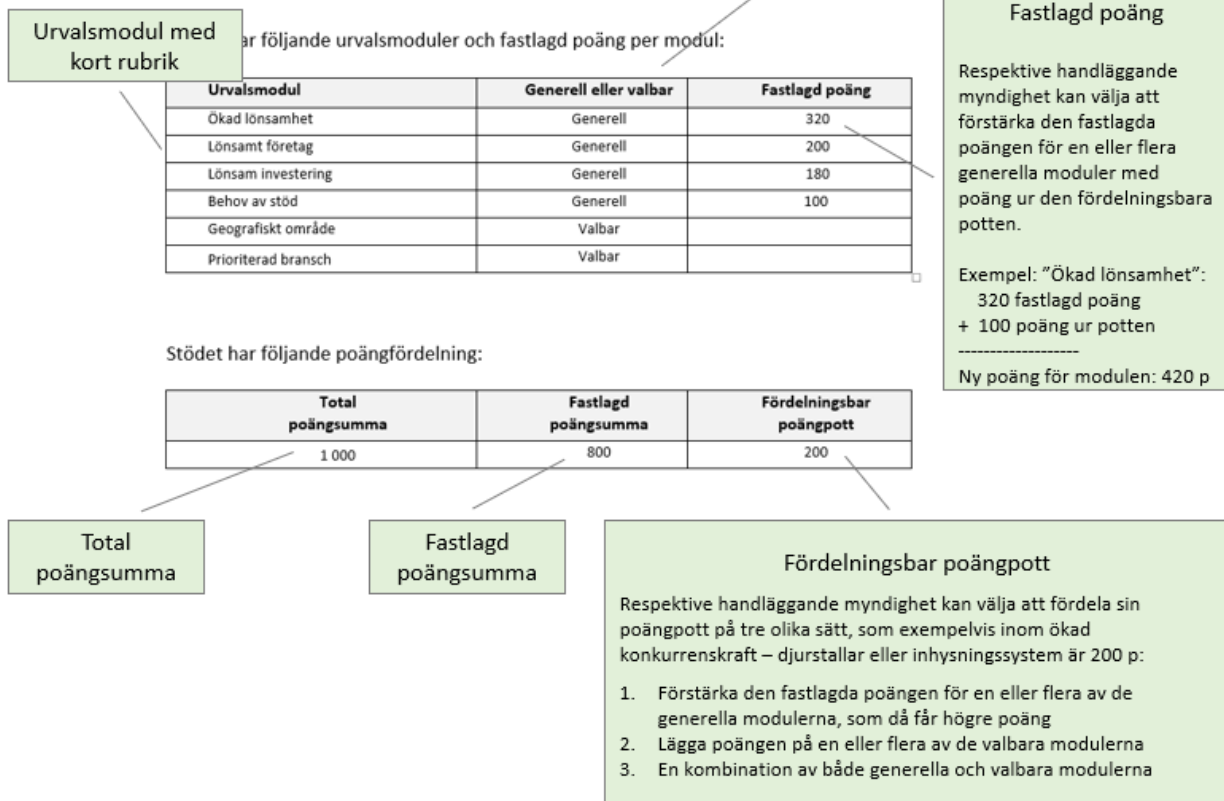 Urvalsmodul med
kort rubrik
ar följande urvalsmoduler och fastlagd poäng per modul:
Urvalsmodul Generell eller valbar Fastlagd poäng
Ökad lönsamhet Generell 320
Lönsamt företag Generell 200
Lönsam investering Generell 180
Behov av stöd Generell 100
Geografiskt område Valbar
Prioriterad bransch Valbar
Fastlagd poäng
Respektive handläggande
myndighet kan välja att
förstärka den fastlagda
poängen för en eller flera
generella moduler med
poäng ur den fördelningsbara
potten.
Exempel: ”Ökad lönsamhet”:
320 fastlagd poäng
+ 100 poäng ur potten
-------------------
Ny poäng för modulen: 420 p
Stödet har följande poängfördelning:
Total Fastlagd Fördelningsbar
poängsumma poängsumma poängpott
1 000 800 200
Total
poängsumma
Fastlagd
poängsumma
Fördelningsbar poängpott
Respektive handläggande myndighet kan välja att fördela sin
poängpott på tre olika sätt, som exempelvis inom ökad
konkurrenskraft – djurstallar eller inhysningssystem är 200 p:
1. Förstärka den fastlagda poängen för en eller flera av de
generella modulerna, som då får högre poäng
2. Lägga poängen på en eller flera av de valbara modulerna
3. En kombination av både generella och valbara modulerna